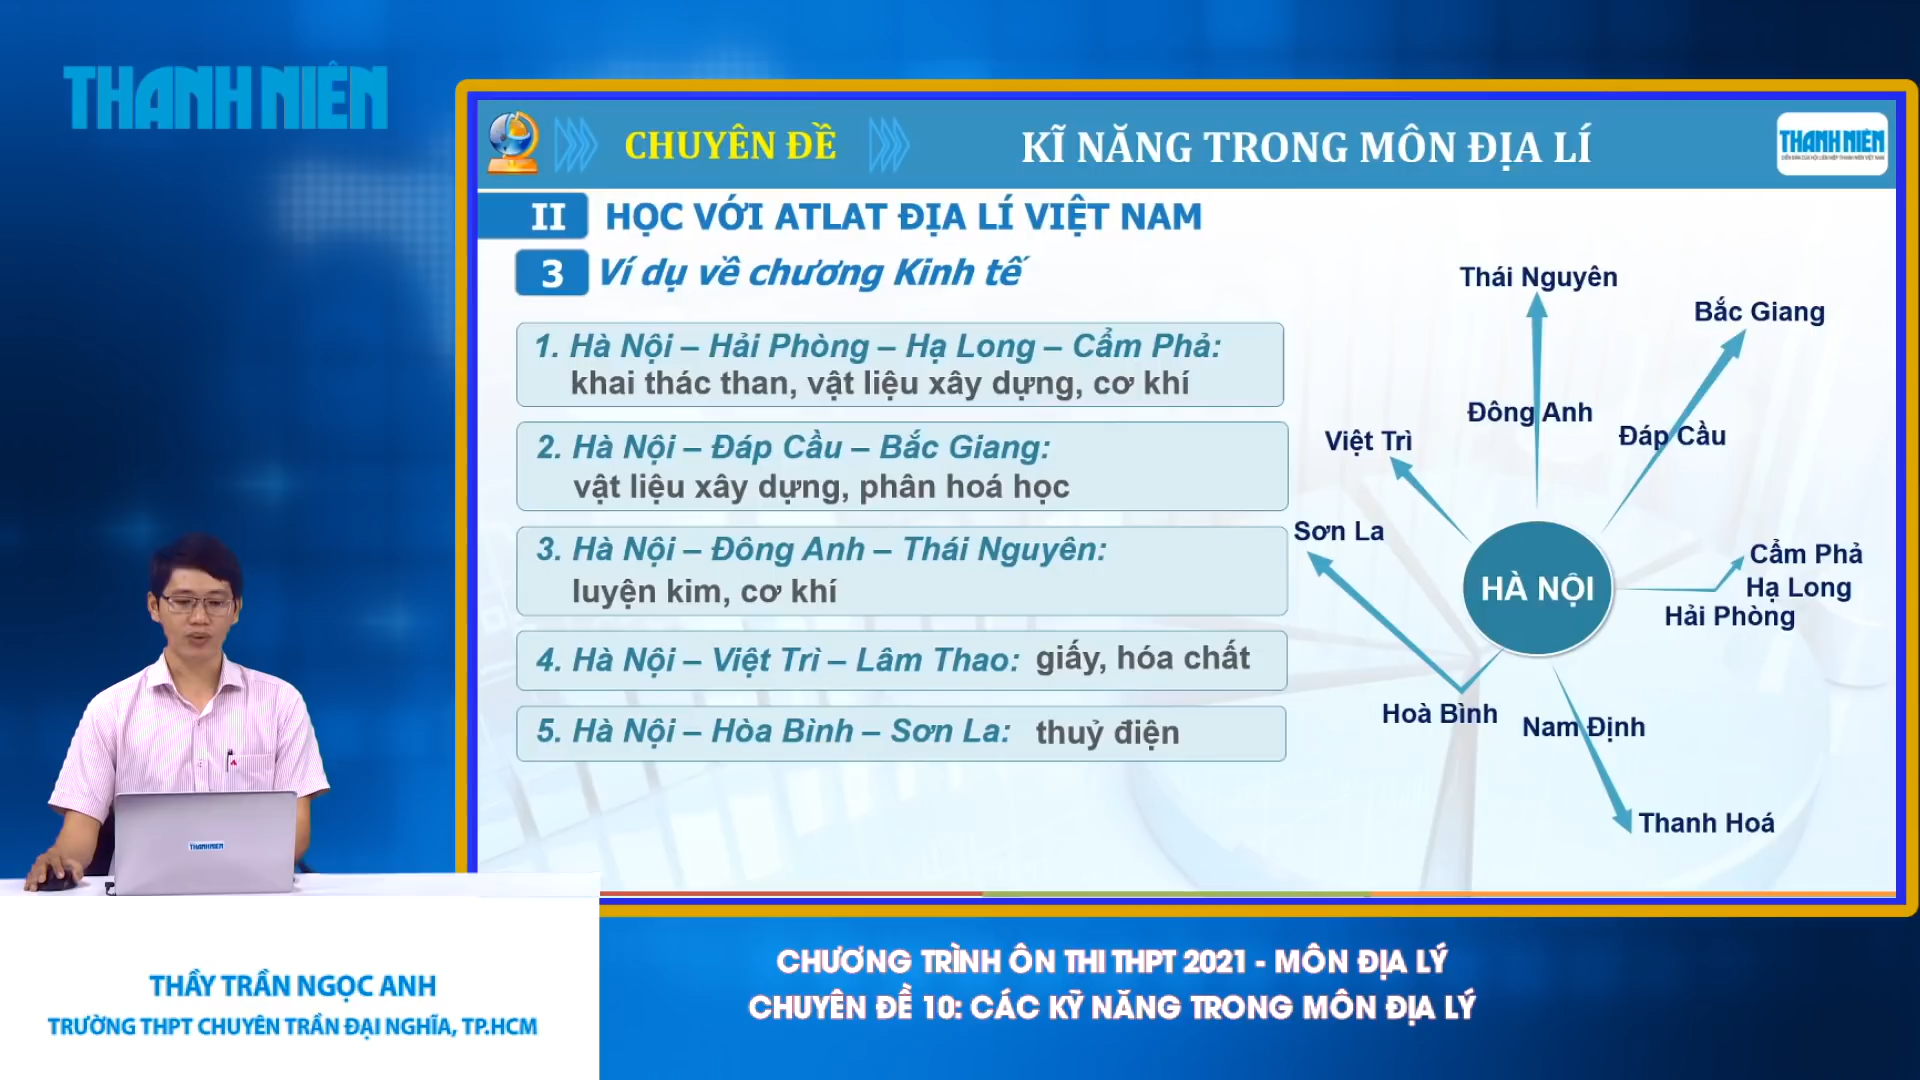 THANH NIÊN
CHUYÊN ĐỀ
KĨ NĂNG TRONG MÔN ĐỊA LÍ
THANH NIÊN
II
HỌC VỚI ATLAT ĐỊA LÍ VIỆT NAM
3
Ví dụ về chương Kinh tế
1. Hà Nội – Hải Phòng – Hạ Long – Cẩm Phả:
khai thác than, vật liệu xây dựng, cơ khí
2. Hà Nội – Đáp Cầu – Bắc Giang:
vật liệu xây dựng, phân hoá học
3. Hà Nội – Đông Anh – Thái Nguyên:
luyện kim, cơ khí
4. Hà Nội – Việt Trì – Lâm Thao: giấy, hóa chất
5. Hà Nội – Hòa Bình – Sơn La: thuỷ điện
Thái Nguyên
Bắc Giang
Đông Anh
Đáp Cầu
Việt Trì
Sơn La
Cẩm Phả
HÀ NỘI
Hạ Long
Hải Phòng
Hoà Bình
Nam Định
Thanh Hoá
THANH NIÊN
THẦY TRẦN NGỌC ANH
TRƯỜNG THPT CHUYÊN TRẦN ĐẠI NGHĨA, TP.HCM
CHƯƠNG TRÌNH ÔN THI THPT 2021 - MÔN ĐỊA LÝ
CHUYÊN ĐỀ 10: CÁC KỸ NĂNG TRONG MÔN ĐỊA LÝ